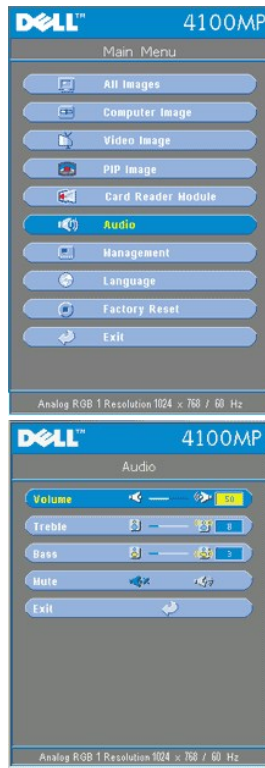 DELL™ 4100MP
Main Menu
All Images
Computer Image
Video Image
PIP Image
Card Reader Module
Audio
Management
Language
Factory Reset
Exit
Analog RGB 1 Resolution 1024 x 768 / 60 Hz
DELL™ 4100MP
Audio
Volume 50
Treble 8
Bass 3
Mute
Exit
Analog RGB 1 Resolution 1024 x 768 / 60 Hz